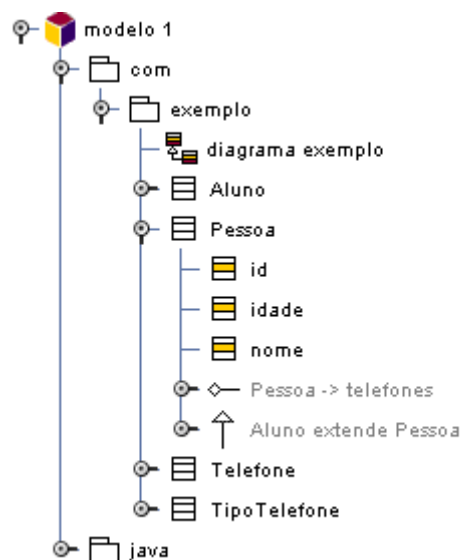 modelo 1
com
exemplo
diagrama exemplo
Aluno
Pessoa
id
idade
nome
Pessoa -> telefones
Aluno extende Pessoa
Telefone
TipoTelefone
java